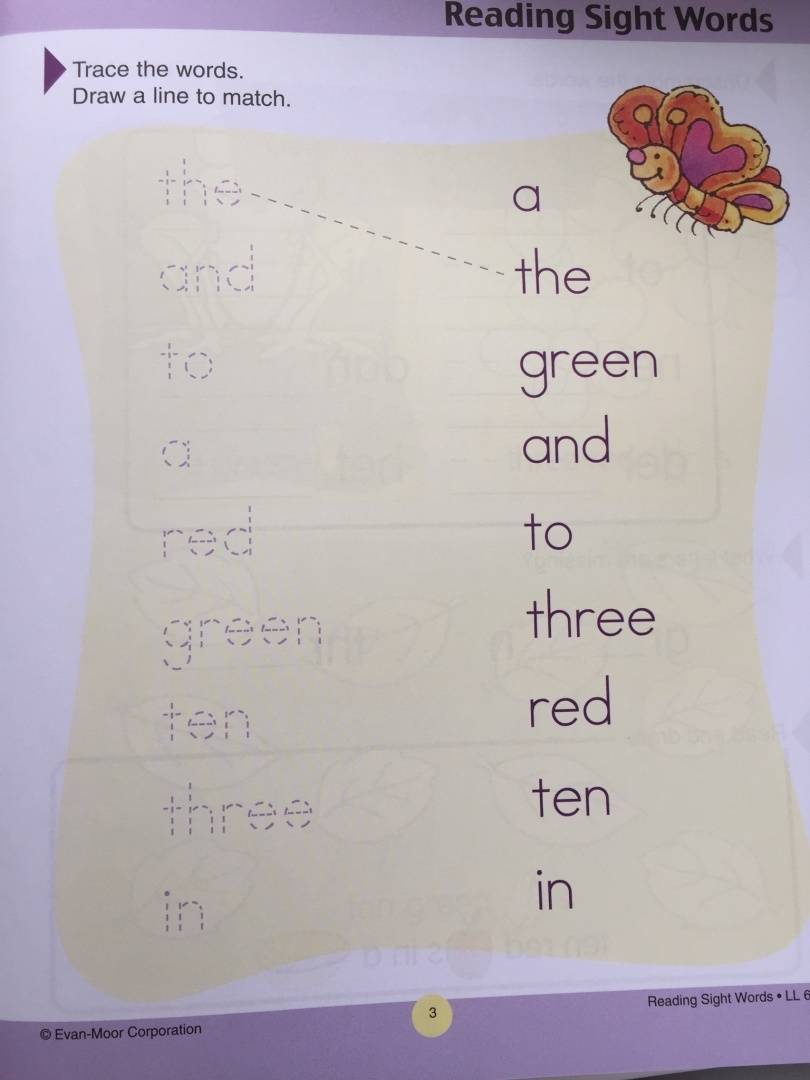 Reading Sight Words
Trace the words.
Draw a line to match.
the a
and the
to green
a and
red to
green three
ten red
three ten
in in
Reading Sight Words • LL 6
3
© Evan-Moor Corporation